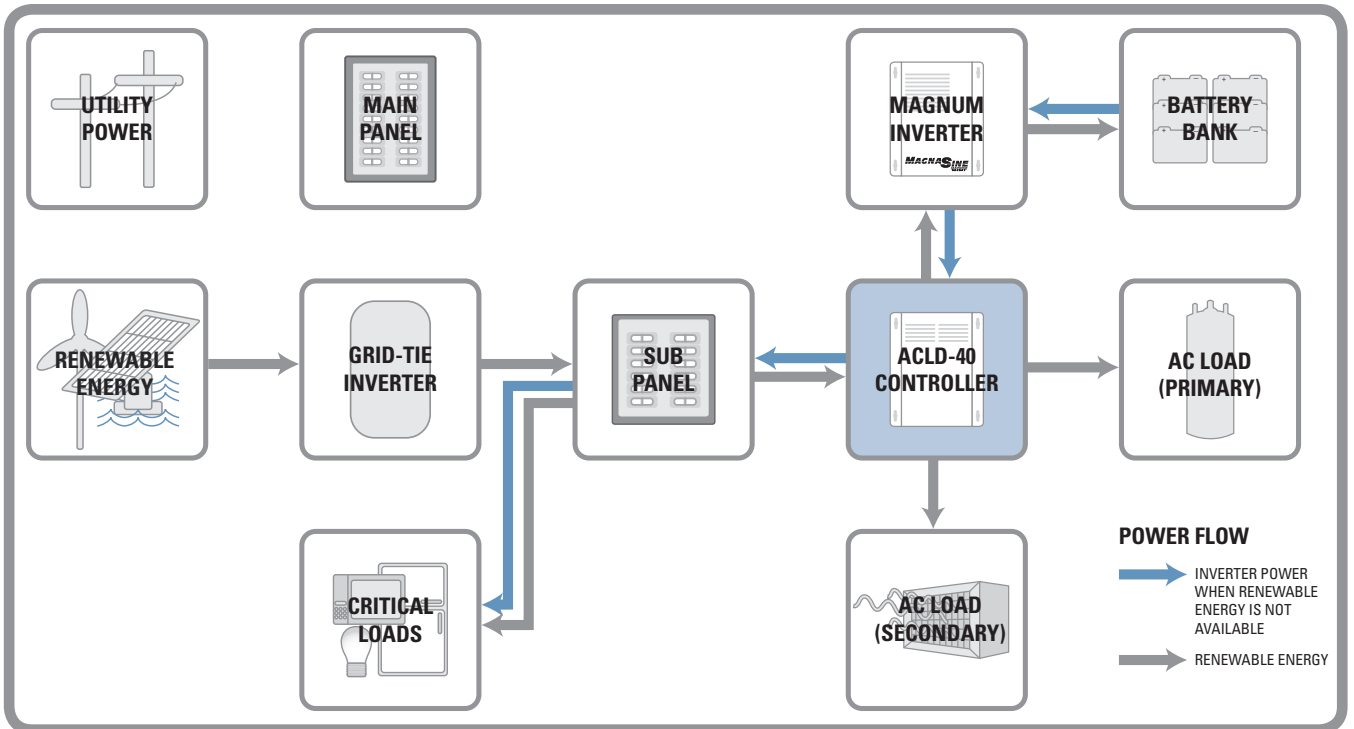 UTILITY
POWER
MAIN
PANEL
MAGNUM
INVERTER
MAGNASINE
BATTERY
BANK
RENEWABLE
ENERGY
GRID-TIE
INVERTER
SUB
PANEL
ACLD-40
CONTROLLER
AC LOAD
(PRIMARY)
CRITICAL
LOADS
AC LOAD
(SECONDARY)
POWER FLOW
INVERTER POWER
WHEN RENEWABLE
ENERGY IS NOT
AVAILABLE
RENEWABLE ENERGY